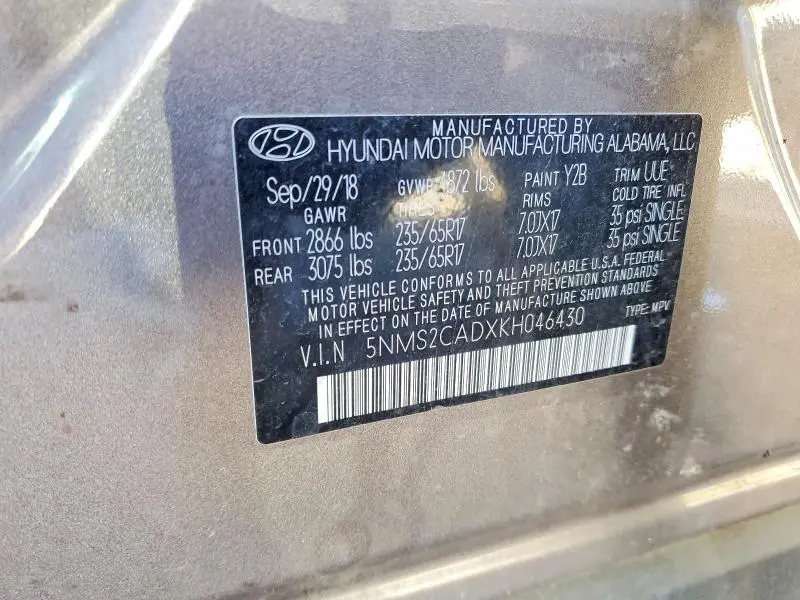 MANUFACTURED BY
HYUNDAI MOTOR MANUFACTURING ALABAMA, LLC
Sep/29/18 GVWR 4872 lbs PAINT Y2B TRIM UUE
GAWR TIRES RIMS COLD TIRE INFL
FRONT 2866 lbs 235/65R17 7.0JX17 35 psi SINGLE
REAR 3075 lbs 235/65R17 7.0JX17 35 psi SINGLE
THIS VEHICLE CONFORMS TO ALL APPLICABLE U.S.A. FEDERAL
MOTOR VEHICLE SAFETY AND THEFT PREVENTION STANDARDS
IN EFFECT ON THE DATE OF MANUFACTURE SHOWN ABOVE
V.I.N 5NMS2CADXKH046430 TYPE: MPV